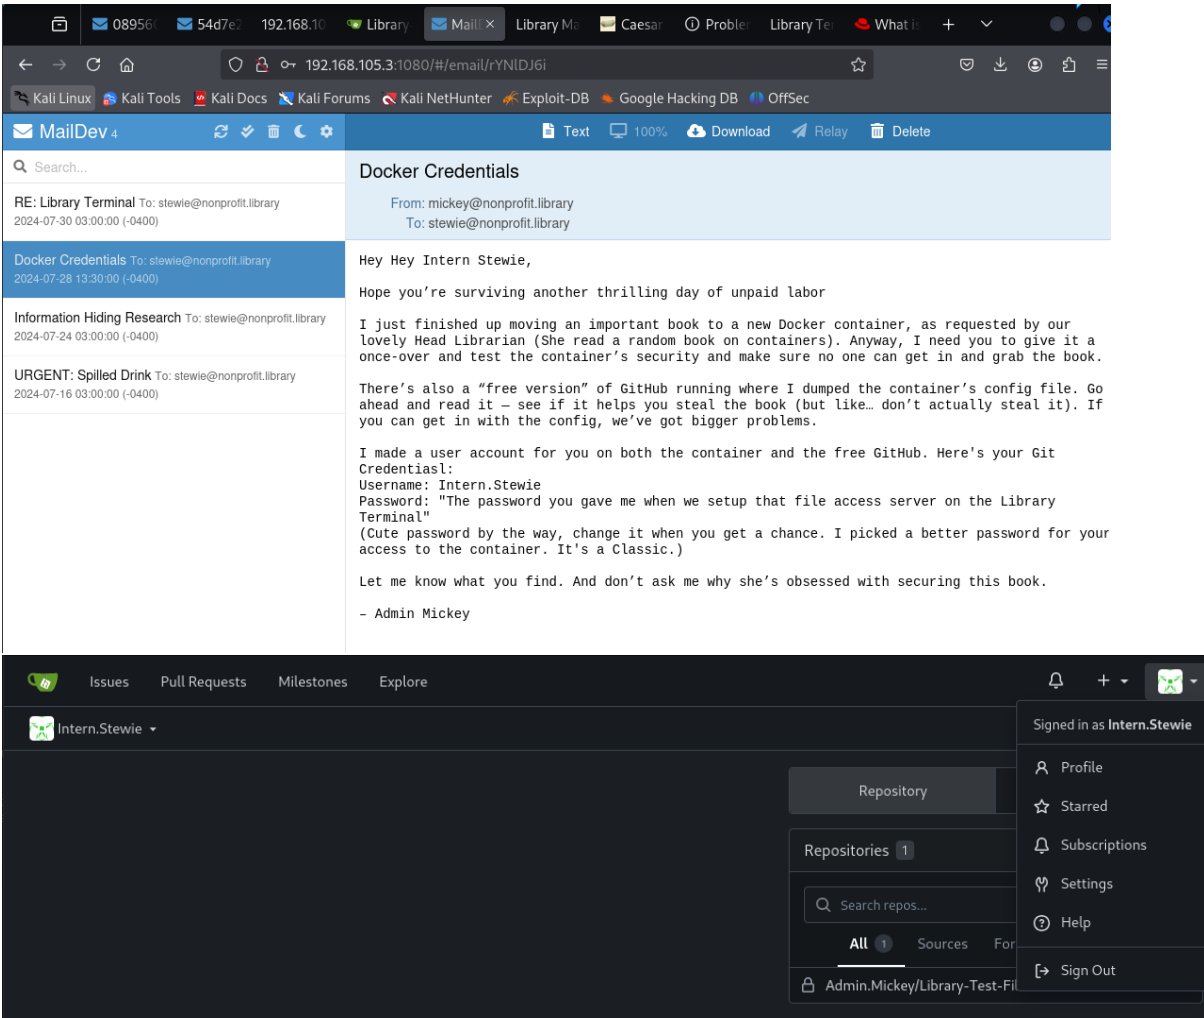 08956
54d7e2
192.168.10
Library
MailD
Library Ma
Caesar
Proble
Library Ter
What is
192.168.105.3:1080/#/email/rYNlDJ6i
Kali Linux
Kali Tools
Kali Docs
Kali Forums
Kali NetHunter
Exploit-DB
Google Hacking DB
OffSec
MailDev 4
Text
100%
Download
Relay
Delete
Search...
RE: Library Terminal To: stewie@nonprofit.library
2024-07-30 03:00:00 (-0400)
Docker Credentials To: stewie@nonprofit.library
2024-07-28 13:30:00 (-0400)
Information Hiding Research To: stewie@nonprofit.library
2024-07-24 03:00:00 (-0400)
URGENT: Spilled Drink To: stewie@nonprofit.library
2024-07-16 03:00:00 (-0400)
Docker Credentials
From: mickey@nonprofit.library
To: stewie@nonprofit.library
Hey Hey Intern Stewie,
Hope you’re surviving another thrilling day of unpaid labor
I just finished up moving an important book to a new Docker container, as requested by our
lovely Head Librarian (She read a random book on containers). Anyway, I need you to give it a
once-over and test the container’s security and make sure no one can get in and grab the book.
There’s also a “free version” of GitHub running where I dumped the container’s config file. Go
ahead and read it — see if it helps you steal the book (but like… don’t actually steal it). If
you can get in with the config, we’ve got bigger problems.
I made a user account for you on both the container and the free GitHub. Here's your Git
Credentiasl:
Username: Intern.Stewie
Password: "The password you gave me when we setup that file access server on the Library
Terminal"
(Cute password by the way, change it when you get a chance. I picked a better password for your
access to the container. It's a Classic.)
Let me know what you find. And don’t ask me why she’s obsessed with securing this book.
– Admin Mickey
Issues
Pull Requests
Milestones
Explore
Intern.Stewie
Signed in as Intern.Stewie
Profile
Starred
Subscriptions
Settings
Help
Sign Out
Repository
Repositories 1
Search repos...
All 1
Sources
For
Admin.Mickey/Library-Test-Fi